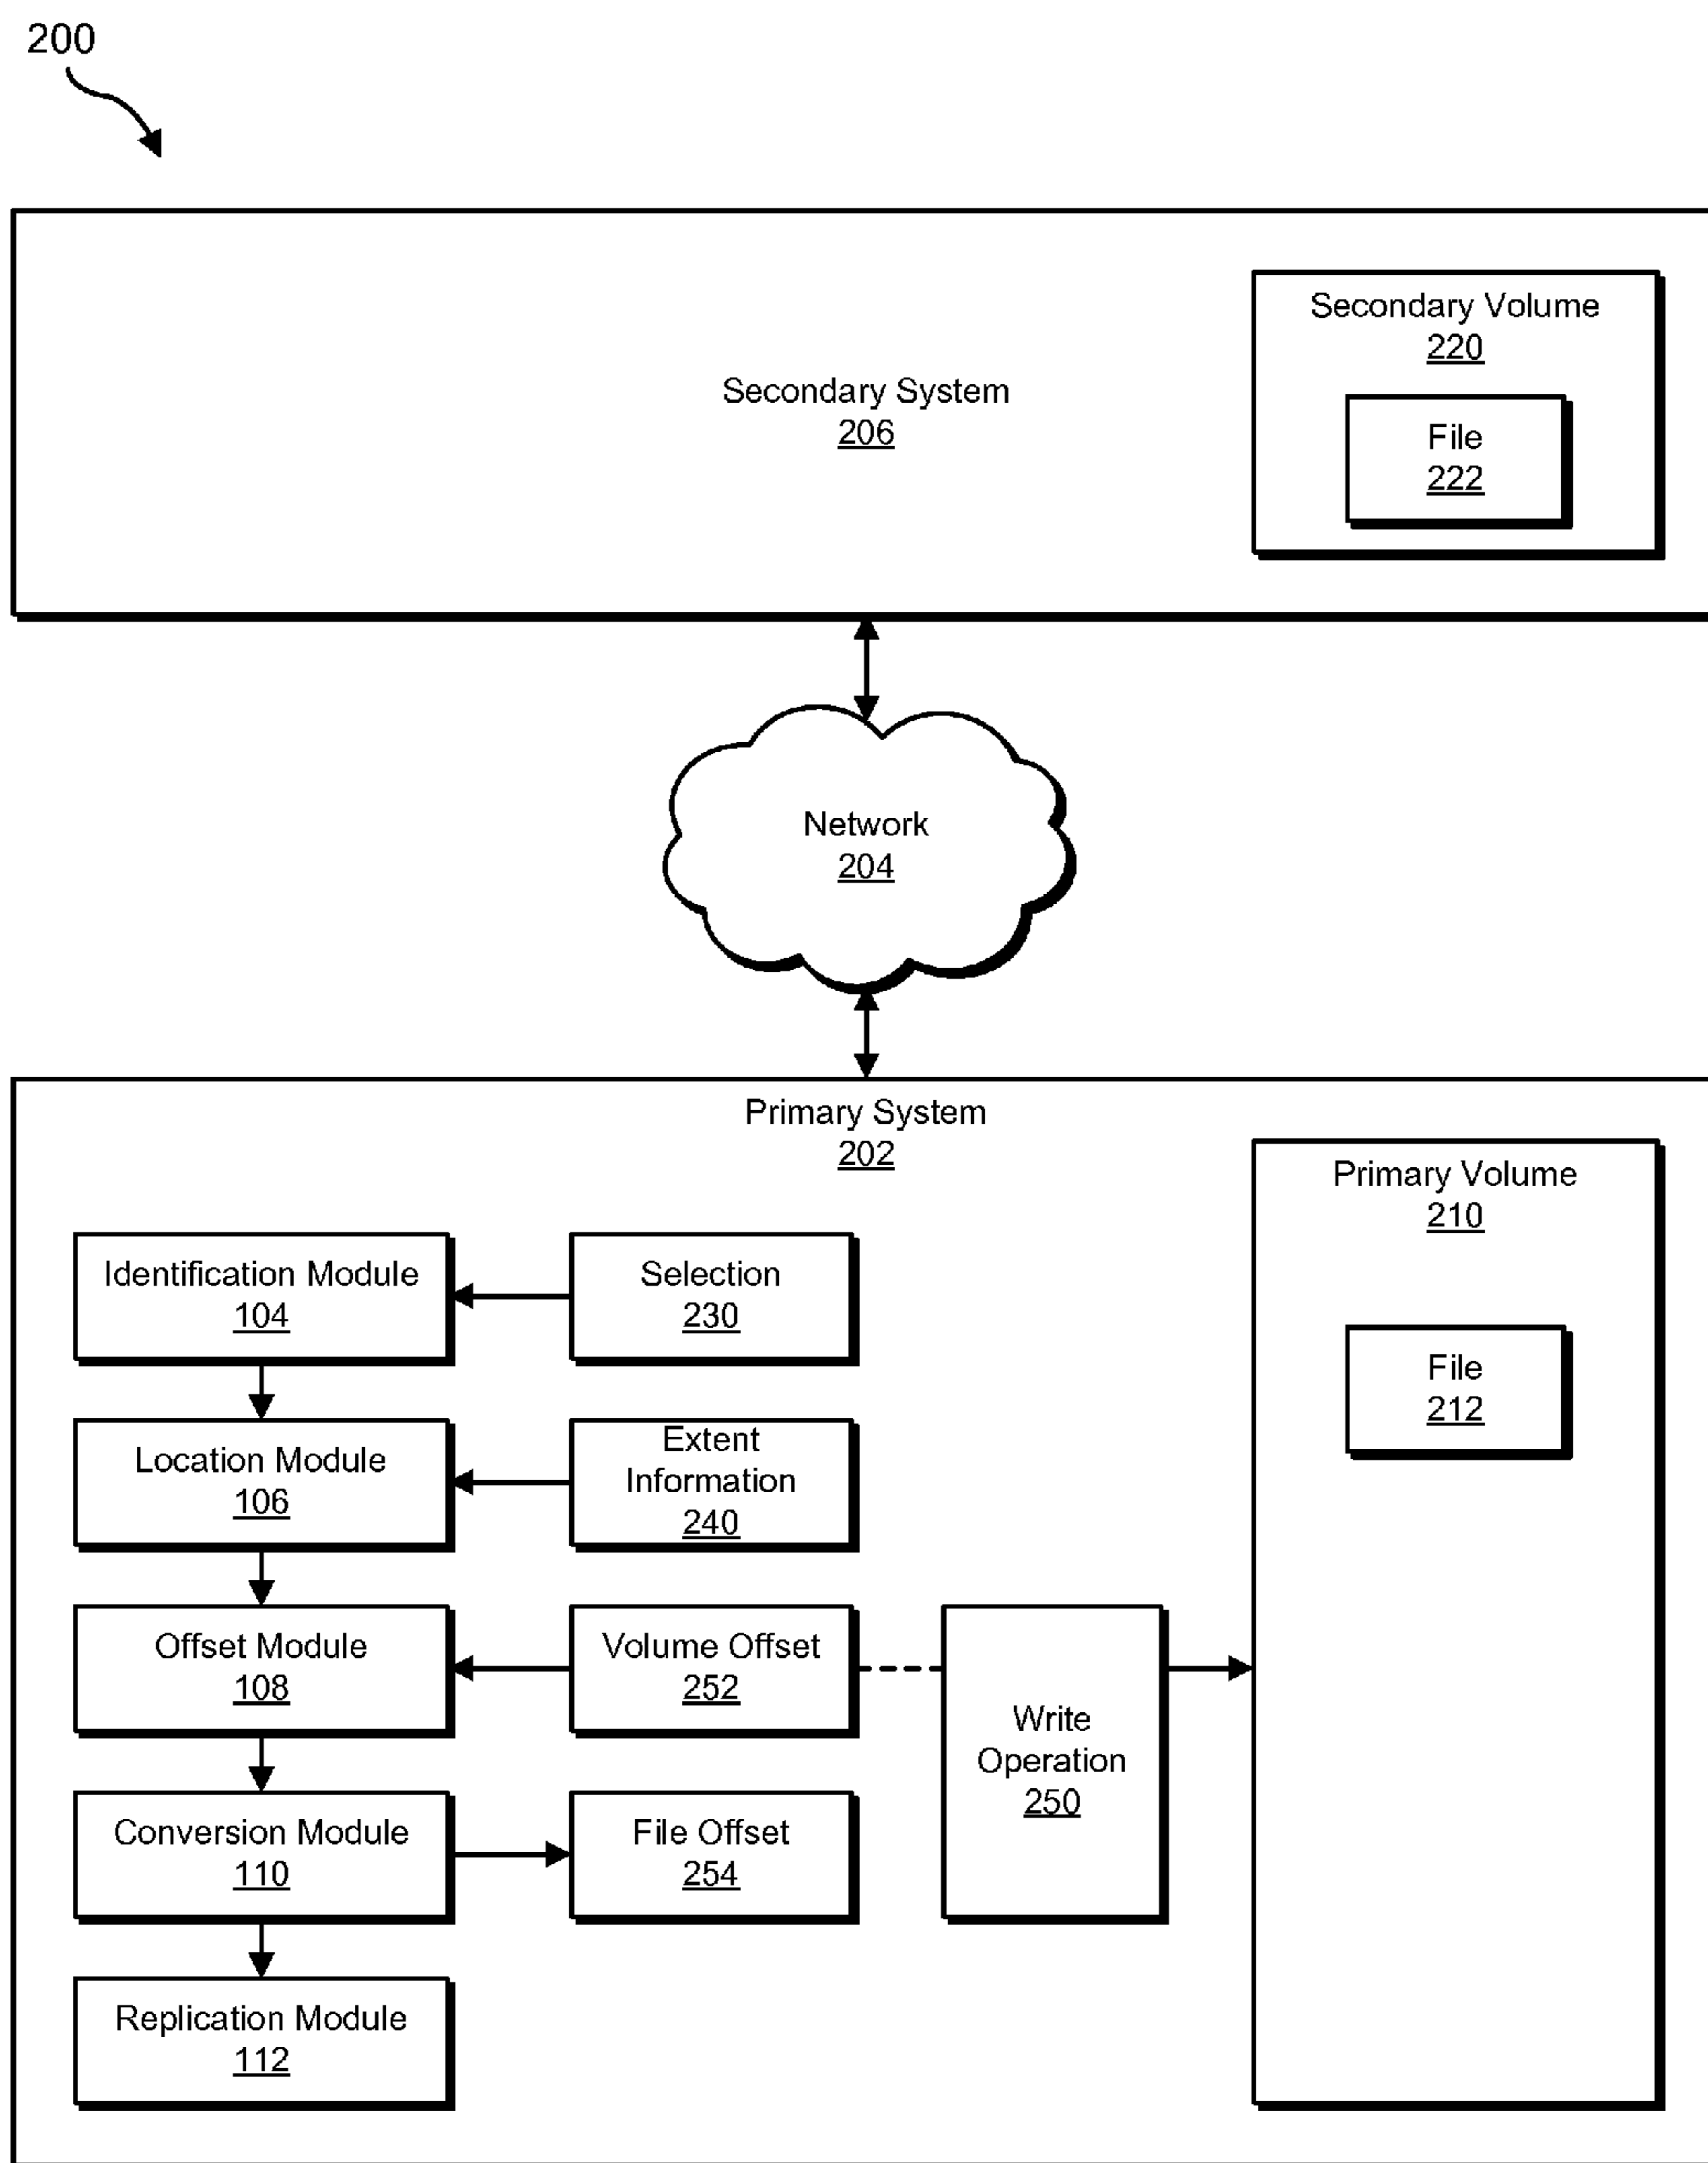 200
Secondary System
206
Secondary Volume
220
File
222
Network
204
Primary System
202
Identification Module
104
Selection
230
Location Module
106
Extent
Information
240
Offset Module
108
Volume Offset
252
Write
Operation
250
Conversion Module
110
File Offset
254
Replication Module
112
Primary Volume
210
File
212